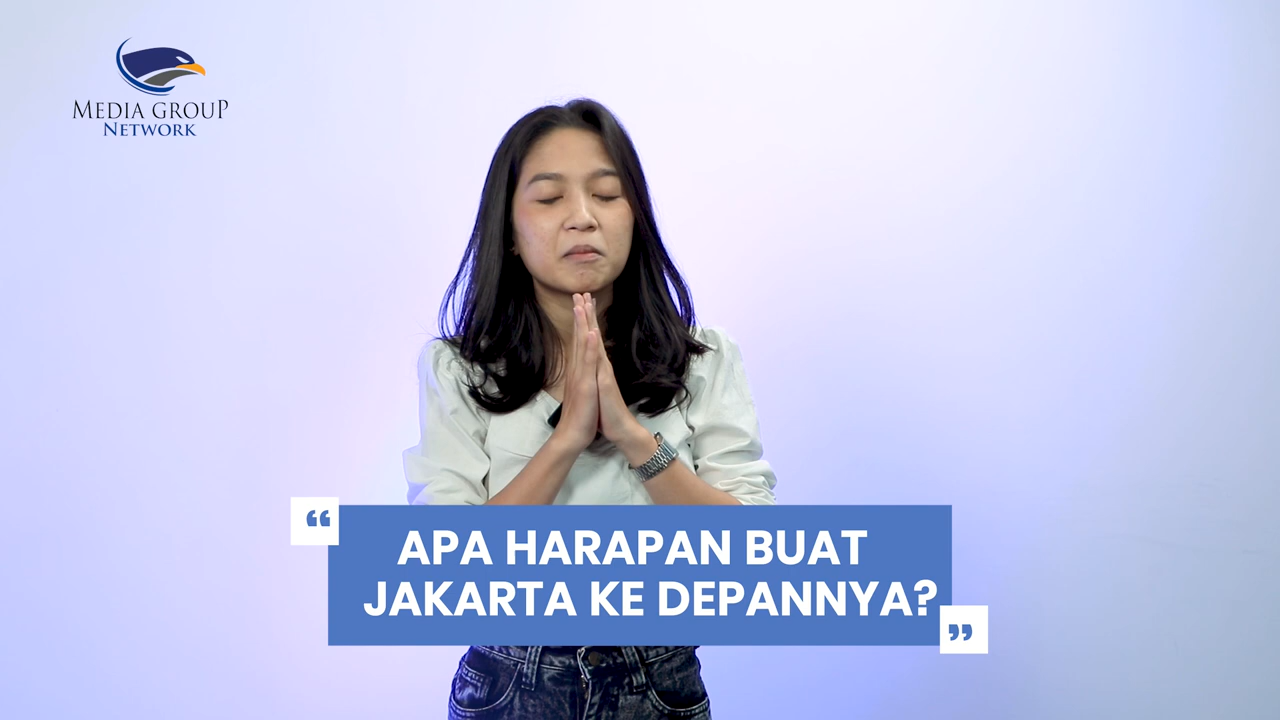 MEDIA GROUP
NETWORK
“
APA HARAPAN BUAT
JAKARTA KE DEPANNYA?
”